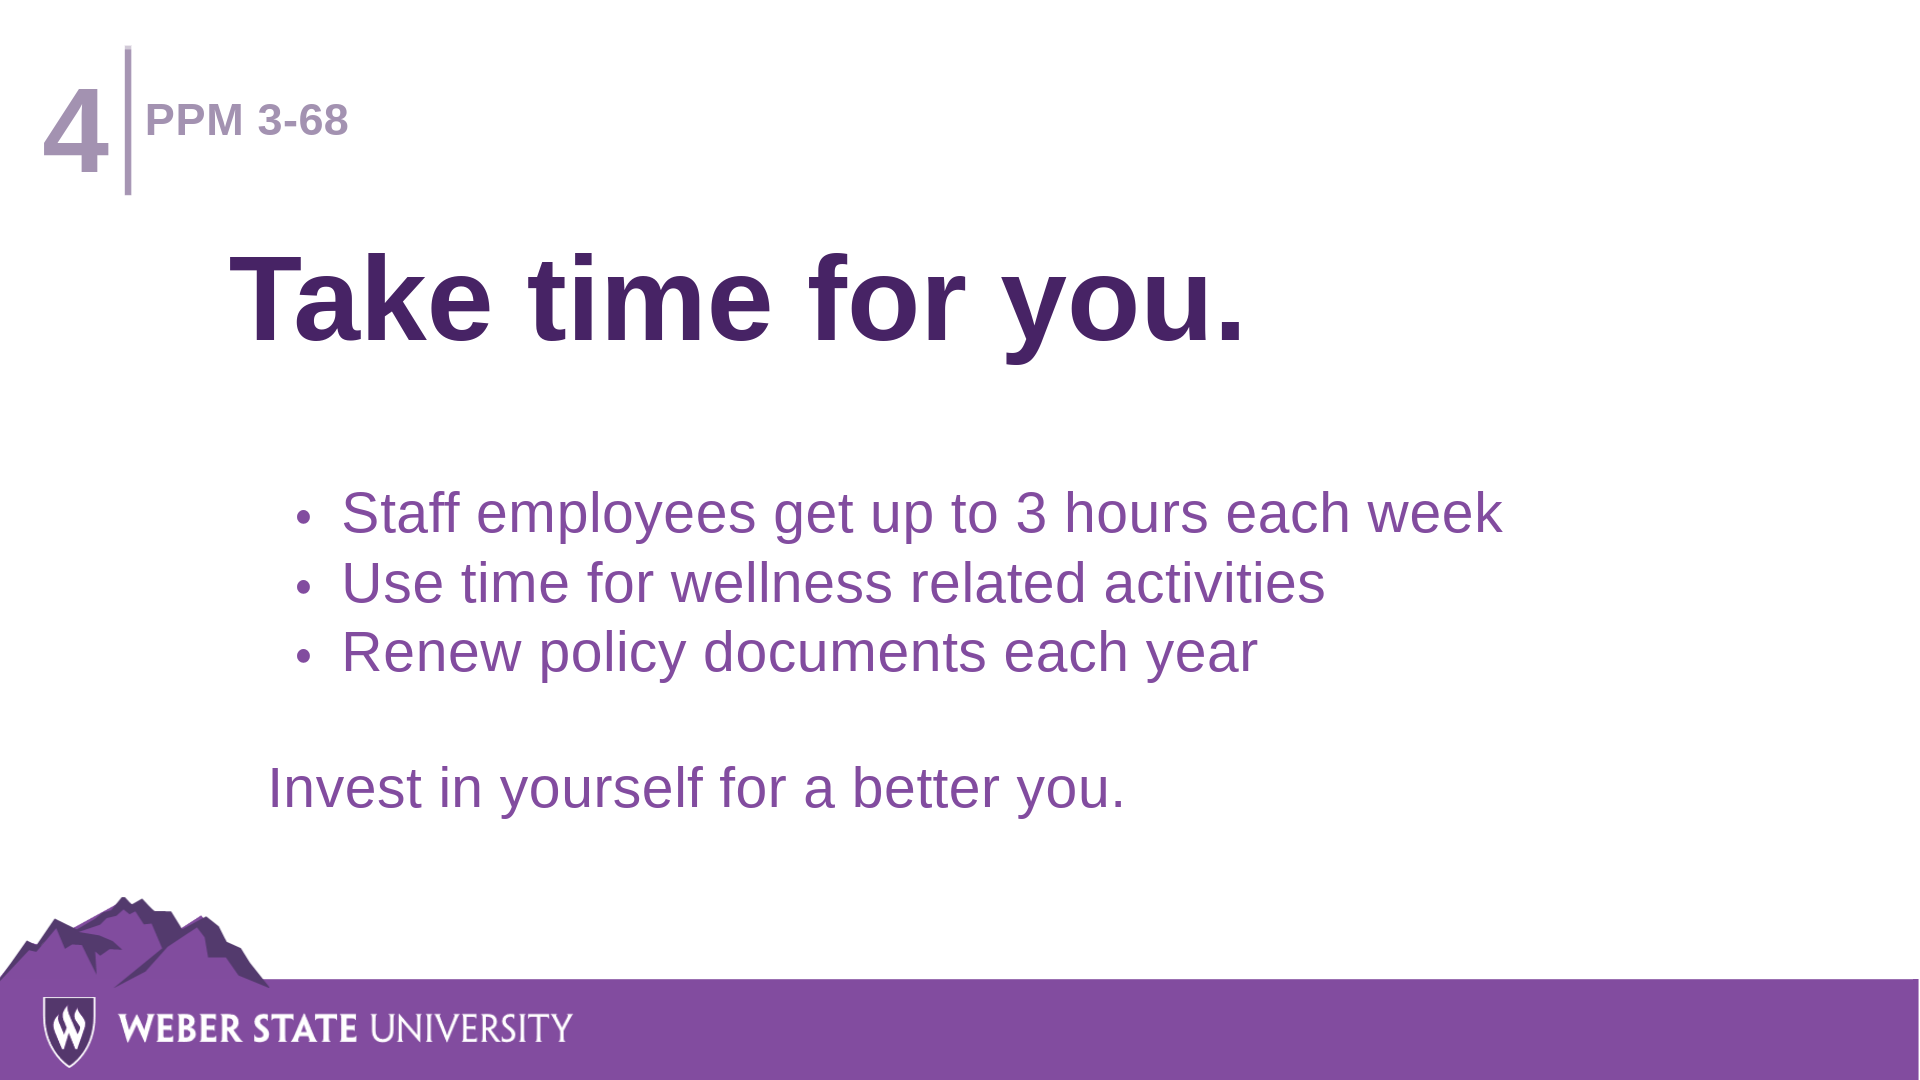 4
PPM 3-68
Take time for you.
• Staff employees get up to 3 hours each week
• Use time for wellness related activities
• Renew policy documents each year
Invest in yourself for a better you.
W WEBER STATE UNIVERSITY